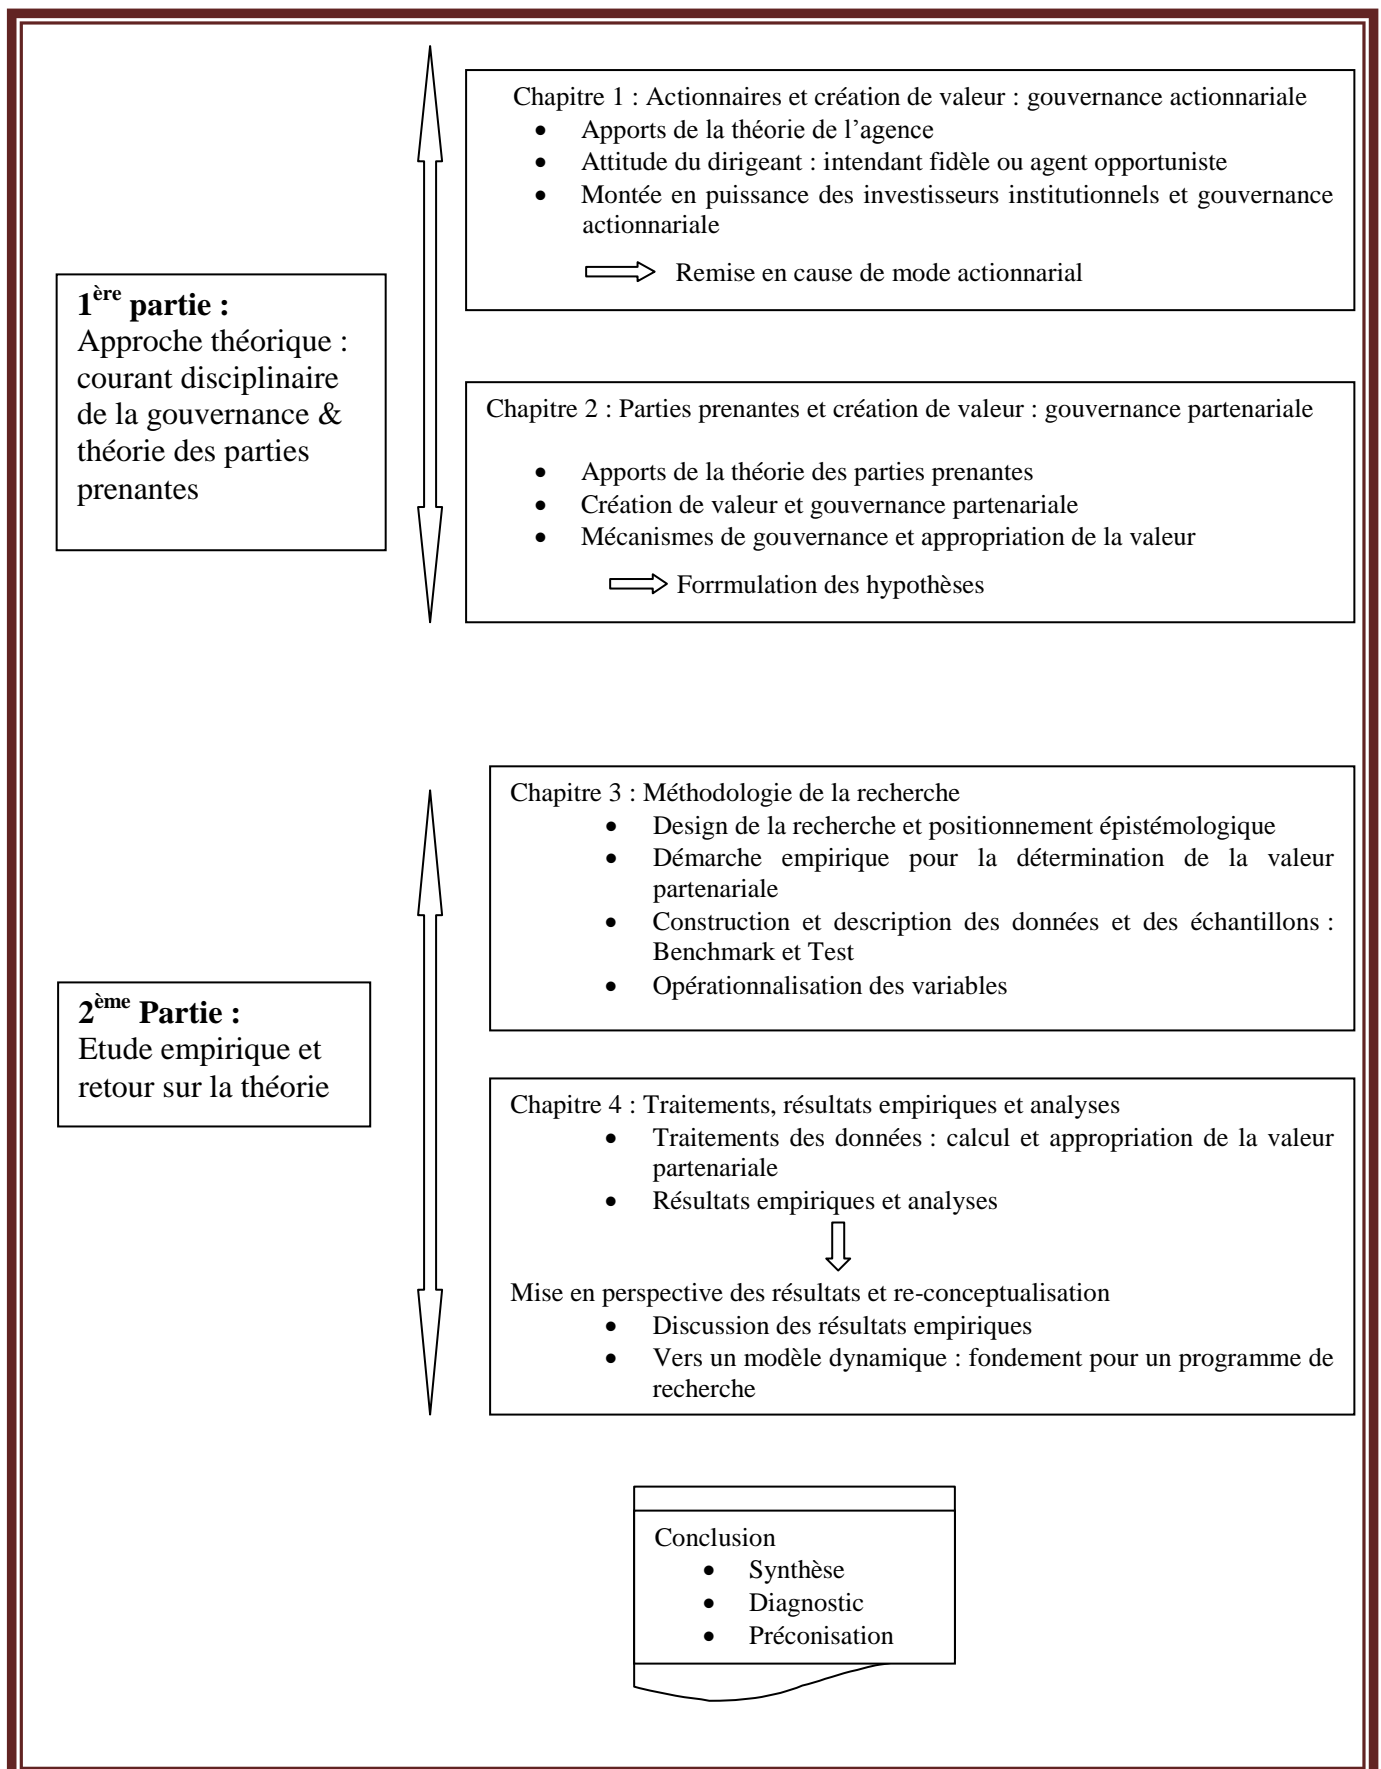 Chapitre 1 : Actionnaires et création de valeur : gouvernance actionnariale
• Apports de la théorie de l’agence
• Attitude du dirigeant : intendant fidèle ou agent opportuniste
• Montée en puissance des investisseurs institutionnels et gouvernance
actionnariale
Remise en cause de mode actionnarial
1ère partie :
Approche théorique :
courant disciplinaire
de la gouvernance &
théorie des parties
prenantes
Chapitre 2 : Parties prenantes et création de valeur : gouvernance partenariale
• Apports de la théorie des parties prenantes
• Création de valeur et gouvernance partenariale
• Mécanismes de gouvernance et appropriation de la valeur
Forrmulation des hypothèses
Chapitre 3 : Méthodologie de la recherche
• Design de la recherche et positionnement épistémologique
• Démarche empirique pour la détermination de la valeur
partenariale
• Construction et description des données et des échantillons :
Benchmark et Test
• Opérationnalisation des variables
2ème Partie :
Etude empirique et
retour sur la théorie
Chapitre 4 : Traitements, résultats empiriques et analyses
• Traitements des données : calcul et appropriation de la valeur
partenariale
• Résultats empiriques et analyses
Mise en perspective des résultats et re-conceptualisation
• Discussion des résultats empiriques
• Vers un modèle dynamique : fondement pour un programme de
recherche
Conclusion
• Synthèse
• Diagnostic
• Préconisation